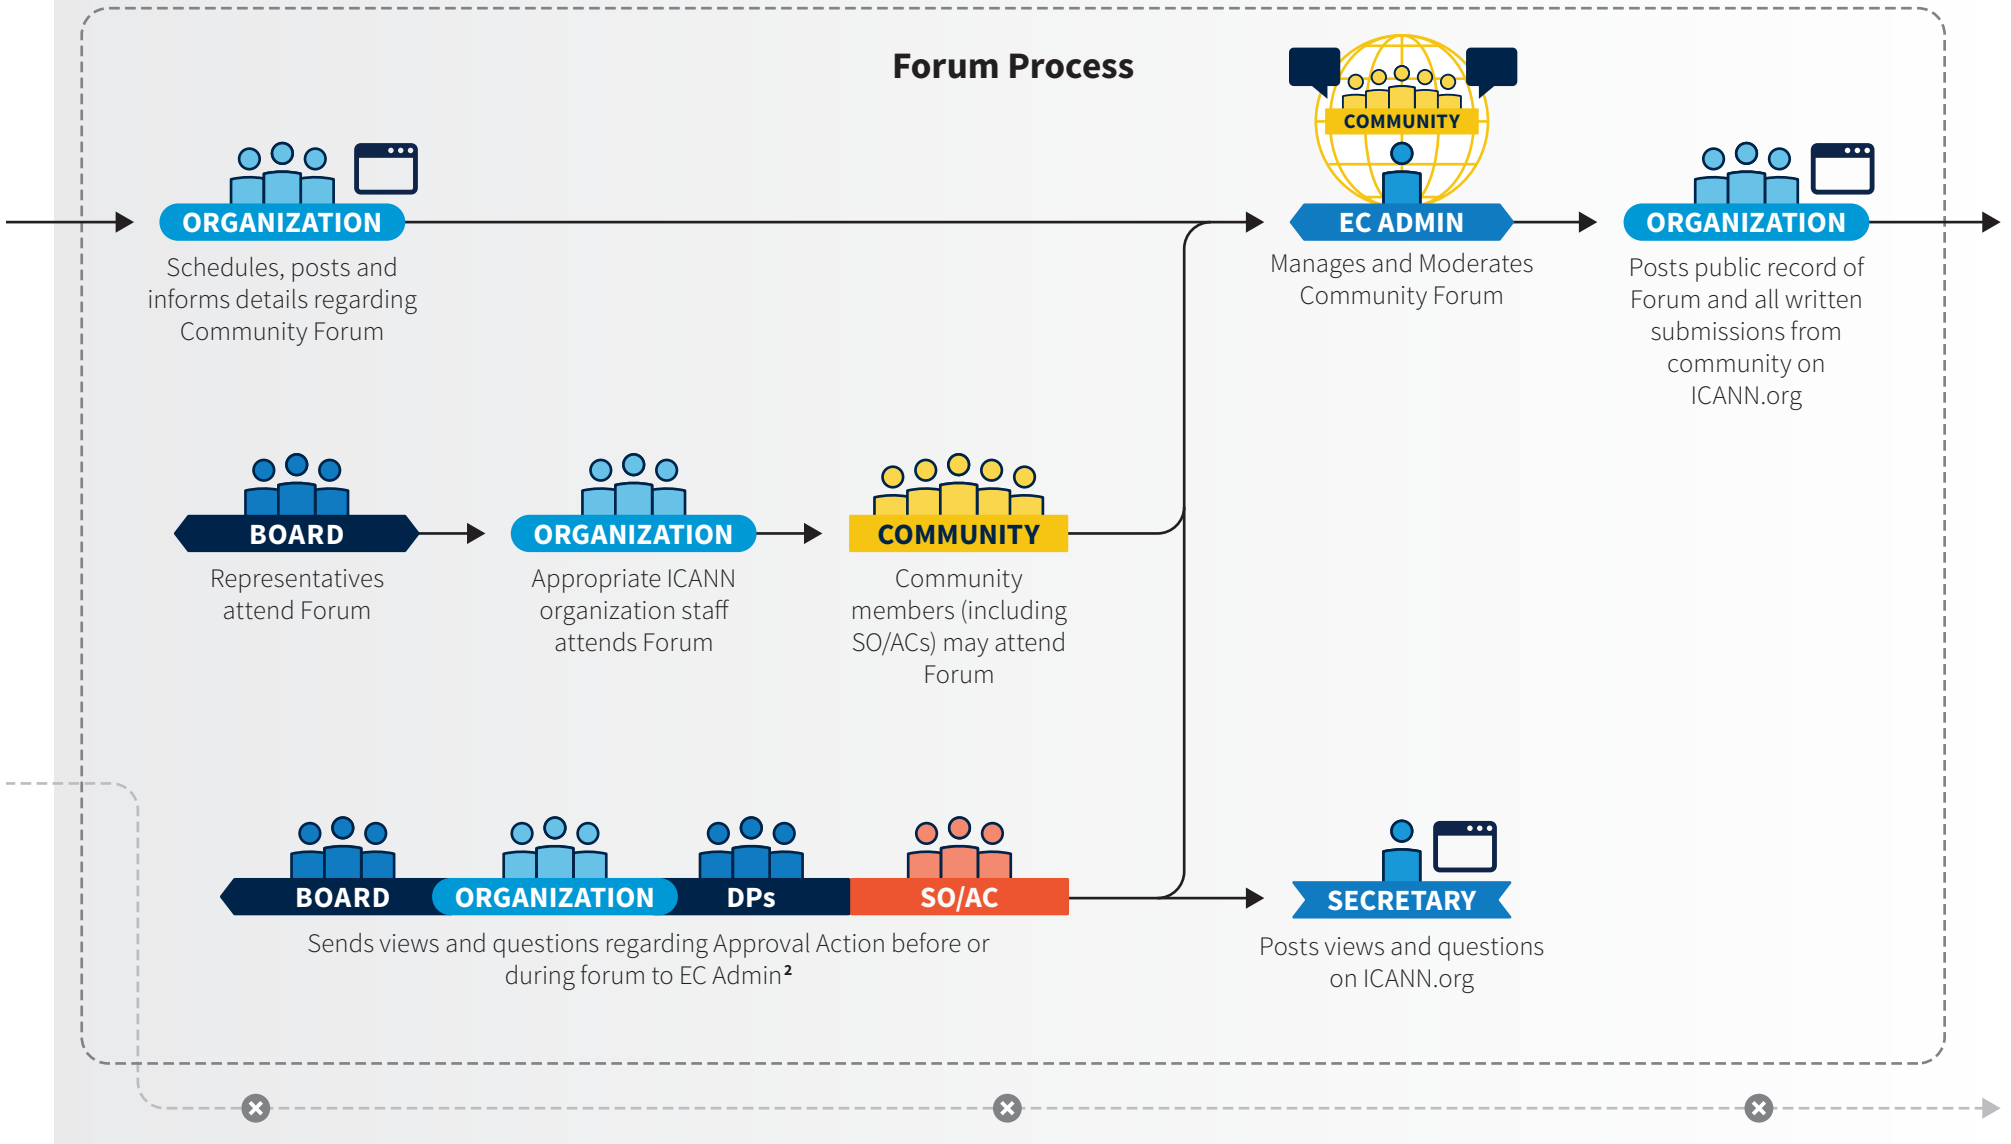 Forum Process
COMMUNITY
ORGANIZATION
Schedules, posts and
informs details regarding
Community Forum
EC ADMIN
Manages and Moderates
Community Forum
ORGANIZATION
Posts public record of
Forum and all written
submissions from
community on
ICANN.org
BOARD
Representatives
attend Forum
ORGANIZATION
Appropriate ICANN
organization staff
attends Forum
COMMUNITY
Community
members (including
SO/ACs) may attend
Forum
BOARD
ORGANIZATION
DPs
SO/AC
Sends views and questions regarding Approval Action before or
during forum to EC Admin²
SECRETARY
Posts views and questions
on ICANN.org